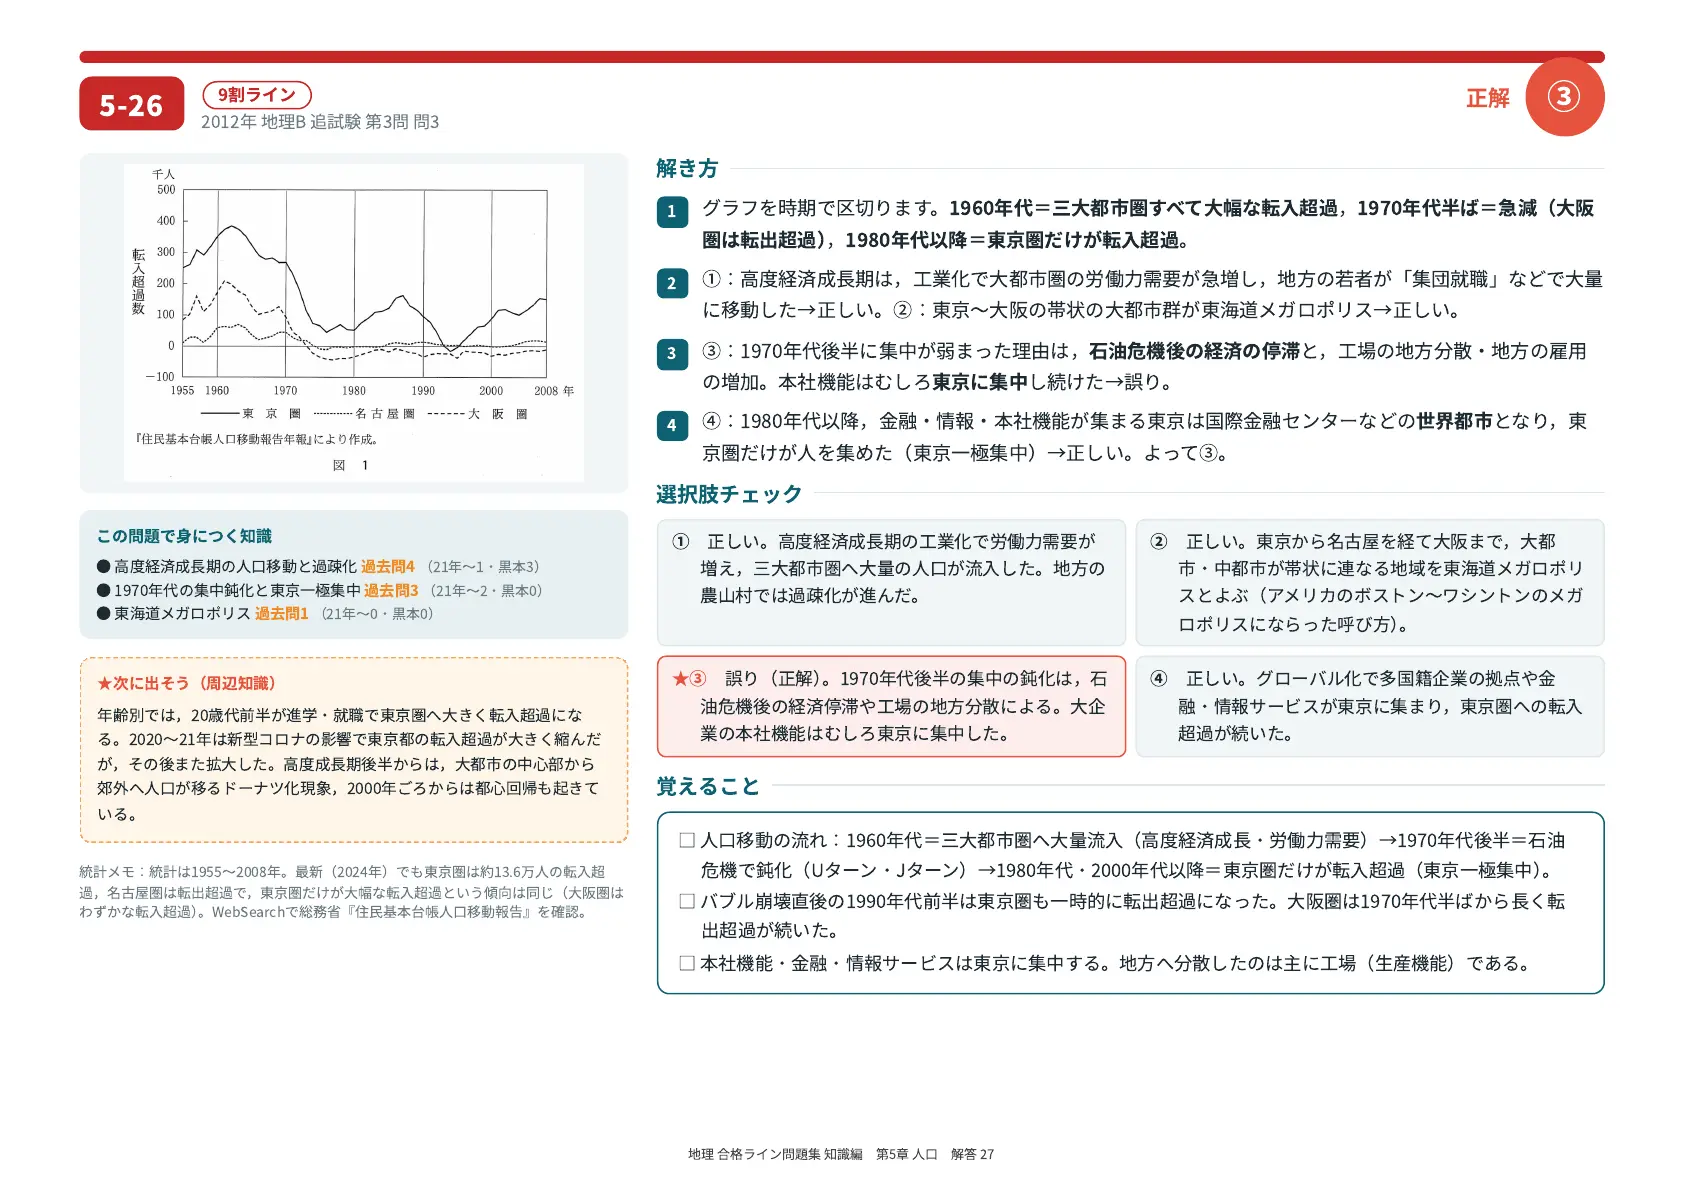 5-26
9割ライン
2012年 地理B 追試験 第3問 問3
正解 ③
千人
500
400
300
200
100
0
－100
転入超過数
1955 1960 1970 1980 1990 2000 2008 年
東京圏 名古屋圏 大阪圏
『住民基本台帳人口移動報告年報』により作成。
図 1
この問題で身につく知識
● 高度経済成長期の人口移動と過疎化 過去問4（21年〜1・黒本3）
● 1970年代の集中鈍化と東京一極集中 過去問3（21年〜2・黒本0）
● 東海道メガロポリス 過去問1（21年〜0・黒本0）
★次に出そう（周辺知識）
年齢別では，20歳代前半が進学・就職で東京圏へ大きく転入超過にな
る。2020〜21年は新型コロナの影響で東京都の転入超過が大きく縮んだ
が，その後また拡大した。高度成長期後半からは，大都市の中心部から
郊外へ人口が移るドーナツ化現象，2000年ごろからは都心回帰も起きて
いる。
統計メモ：統計は1955〜2008年。最新（2024年）でも東京圏は約13.6万人の転入超
過，名古屋圏は転出超過で，東京圏だけが大幅な転入超過という傾向は同じ（大阪圏は
わずかな転入超過）。WebSearchで総務省『住民基本台帳人口移動報告』を確認。
解き方
1 グラフを時期で区切ります。1960年代＝三大都市圏すべて大幅な転入超過，1970年代半ば＝急減（大阪
圏は転出超過），1980年代以降＝東京圏だけが転入超過。
2 ①：高度経済成長期は，工業化で大都市圏の労働力需要が急増し，地方の若者が「集団就職」などで大量
に移動した→正しい。②：東京〜大阪の帯状の大都市群が東海道メガロポリス→正しい。
3 ③：1970年代後半に集中が弱まった理由は，石油危機後の経済の停滞と，工場の地方分散・地方の雇用
の増加。本社機能はむしろ東京に集中し続けた→誤り。
4 ④：1980年代以降，金融・情報・本社機能が集まる東京は国際金融センターなどの世界都市となり，東
京圏だけが人を集めた（東京一極集中）→正しい。よって③。
選択肢チェック
① 正しい。高度経済成長期の工業化で労働力需要が
増え，三大都市圏へ大量の人口が流入した。地方の
農山村では過疎化が進んだ。
② 正しい。東京から名古屋を経て大阪まで，大都
市・中都市が帯状に連なる地域を東海道メガロポリ
スとよぶ（アメリカのボストン〜ワシントンのメガ
ロポリスにならった呼び方）。
★③ 誤り（正解）。1970年代後半の集中の鈍化は，石
油危機後の経済停滞や工場の地方分散による。大企
業の本社機能はむしろ東京に集中した。
④ 正しい。グローバル化で多国籍企業の拠点や金
融・情報サービスが東京に集まり，東京圏への転入
超過が続いた。
覚えること
□ 人口移動の流れ：1960年代＝三大都市圏へ大量流入（高度経済成長・労働力需要）→1970年代後半＝石油
危機で鈍化（Uターン・Jターン）→1980年代・2000年代以降＝東京圏だけが転入超過（東京一極集中）。
□ バブル崩壊直後の1990年代前半は東京圏も一時的に転出超過になった。大阪圏は1970年代半ばから長く転
出超過が続いた。
□ 本社機能・金融・情報サービスは東京に集中する。地方へ分散したのは主に工場（生産機能）である。
地理 合格ライン問題集 知識編 第5章 人口 解答 27